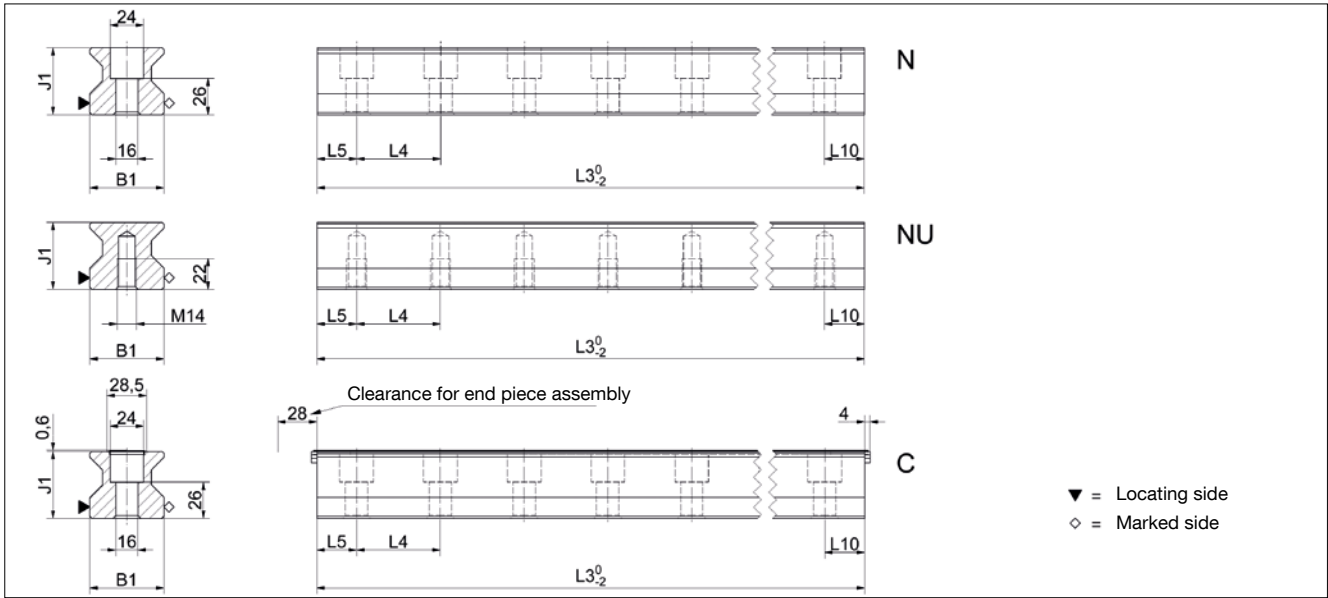 24
J1
26
16
B1
L5
L4
L10
L3 0 -2
N
J1
22
M14
B1
L5
L4
L10
L3 0 -2
NU
28,5
24
0,6
J1
26
16
B1
Clearance for end piece assembly
28
4
L5
L4
L10
L3 0 -2
C
▼ = Locating side
◇ = Marked side